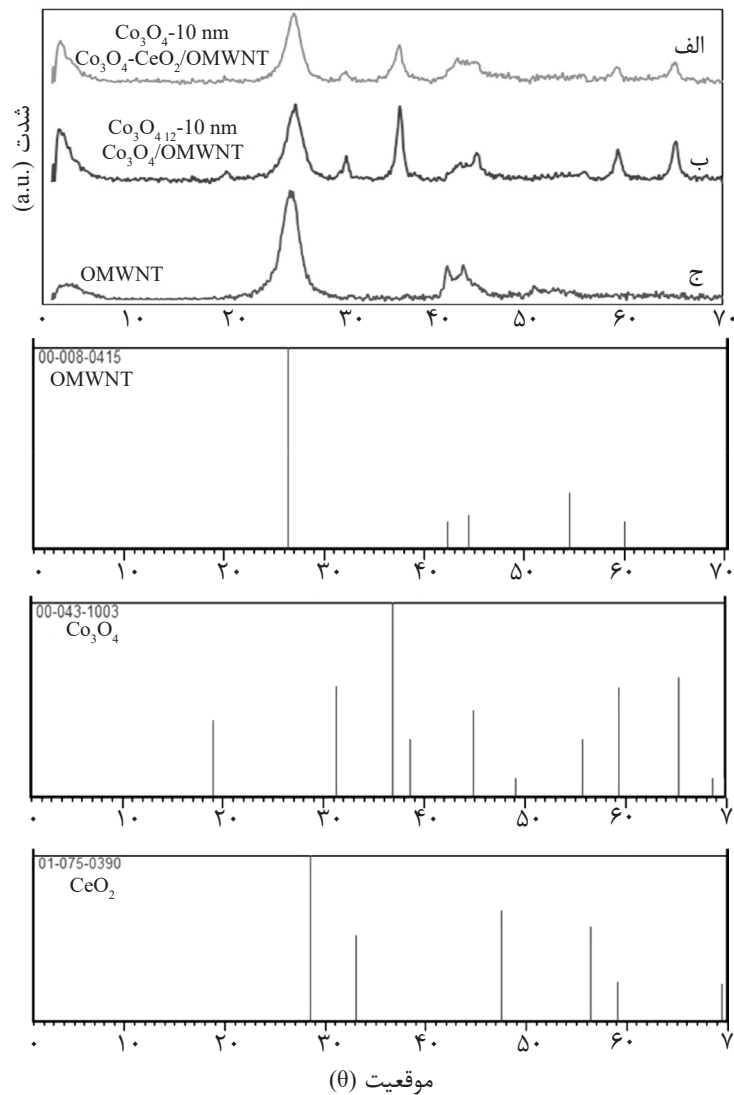 شدت (a.u.)
Co₃O₄-10 nm
Co₃O₄-CeO₂/OMWNT
الف
Co₃O₄ ₁₂-10 nm
Co₃O₄/OMWNT
ب
OMWNT
ج
۰ ۱۰ ۲۰ ۳۰ ۴۰ ۵۰ ۶۰ ۷۰
00-008-0415
OMWNT
۰ ۱۰ ۲۰ ۳۰ ۴۰ ۵۰ ۶۰ ۷۰
00-043-1003
Co₃O₄
۰ ۱۰ ۲۰ ۳۰ ۴۰ ۵۰ ۶۰ ۷
01-075-0390
CeO₂
۰ ۱۰ ۲۰ ۳۰ ۴۰ ۵۰ ۶۰ ۷
موقعیت (θ)